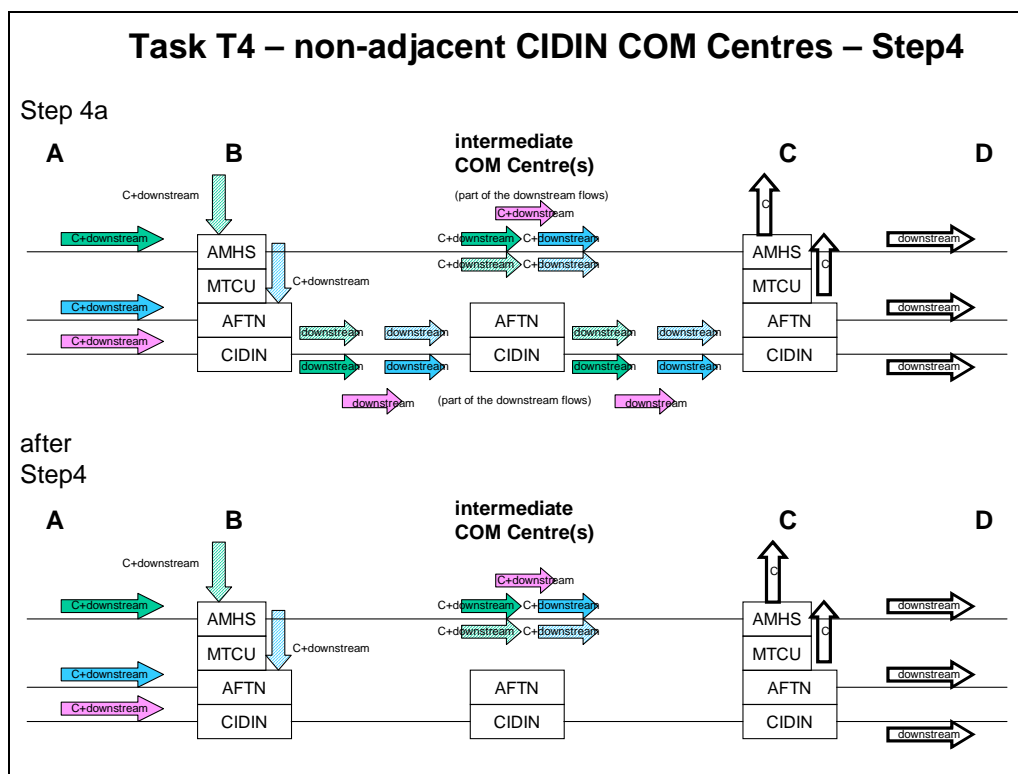 Task T4 – non-adjacent CIDIN COM Centres – Step4
Step 4a
A
B
intermediate
COM Centre(s)
C
D
C+downstream
(part of the downstream flows)
C
C+downstream
C+downstream
AMHS
C+downstream
C+downstream
AMHS
C
downstream
C+downstream
C+downstream
MTCU
C+downstream
MTCU
C+downstream
AFTN
downstream
downstream
AFTN
downstream
downstream
AFTN
downstream
C+downstream
CIDIN
downstream
downstream
CIDIN
downstream
downstream
CIDIN
downstream
downstream
(part of the downstream flows)
downstream
after
Step4
A
B
intermediate
COM Centre(s)
C
D
C+downstream
C
C+downstream
C+downstream
AMHS
C+downstream
C+downstream
AMHS
C
downstream
C+downstream
C+downstream
MTCU
C+downstream
MTCU
C+downstream
AFTN
AFTN
AFTN
downstream
C+downstream
CIDIN
CIDIN
CIDIN
downstream